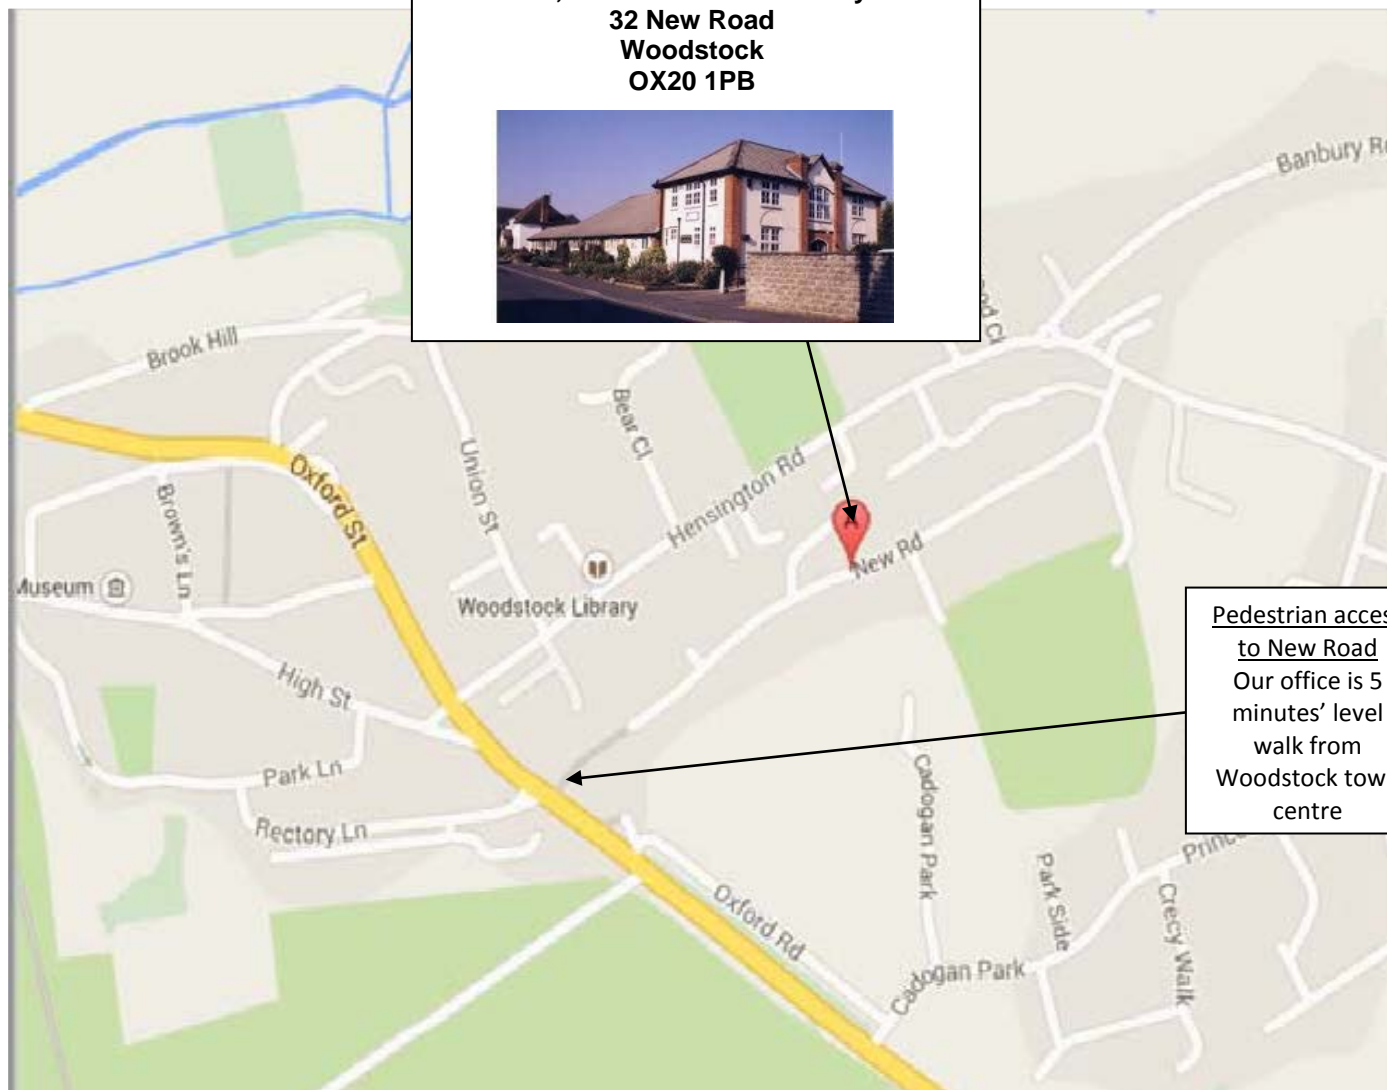 32 New Road
Woodstock
OX20 1PB
Banbury
Brook Hill
Bear Cl
Union St
Oxford St
Hensington Rd
Brown's Ln
New Rd
Museum
Woodstock Library
High St
Park Ln
Rectory Ln
Oxford Rd
Cadogan Park
Cadogan Park
Park Side
Crecy Walk
Pedestrian
to New Road
Our office is 5
minutes’ level
walk from
Woodstock
centre